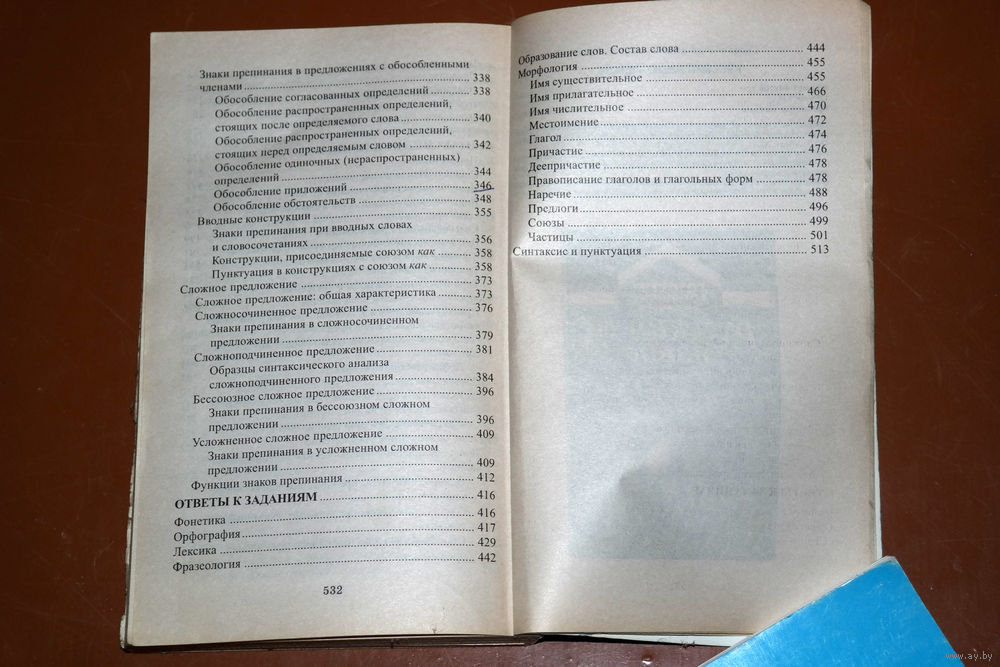 Знаки препинания в предложениях с обособленными
членами ........ 338
Обособление согласованных определений ........ 338
Обособление распространенных определений,
стоящих после определяемого слова ........ 340
Обособление распространенных определений,
стоящих перед определяемым словом ........ 342
Обособление одиночных (нераспространенных)
определений ........ 344
Обособление приложений ........ 346
Обособление обстоятельств ........ 348
Вводные конструкции ........ 355
Знаки препинания при вводных словах
и словосочетаниях ........ 356
Конструкции, присоединяемые союзом как ........ 358
Пунктуация в конструкциях с союзом как ........ 358
Сложное предложение ........ 373
Сложное предложение: общая характеристика ........ 373
Сложносочиненное предложение ........ 376
Знаки препинания в сложносочиненном
предложении ........ 379
Сложноподчиненное предложение ........ 381
Образцы синтаксического анализа
сложноподчиненного предложения ........ 384
Бессоюзное сложное предложение ........ 396
Знаки препинания в бессоюзном сложном
предложении ........ 396
Усложненное сложное предложение ........ 409
Знаки препинания в усложненном сложном
предложении ........ 409
Функции знаков препинания ........ 412
ОТВЕТЫ К ЗАДАНИЯМ ........ 416
Фонетика ........ 416
Орфография ........ 417
Лексика ........ 429
Фразеология ........ 442
532
Образование слов. Состав слова ........ 444
Морфология ........ 455
Имя существительное ........ 455
Имя прилагательное ........ 466
Имя числительное ........ 470
Местоимение ........ 472
Глагол ........ 474
Причастие ........ 476
Деепричастие ........ 478
Правописание глаголов и глагольных форм ........ 478
Наречие ........ 488
Предлоги ........ 496
Союзы ........ 499
Частицы ........ 501
Синтаксис и пунктуация ........ 513
www.ay.by